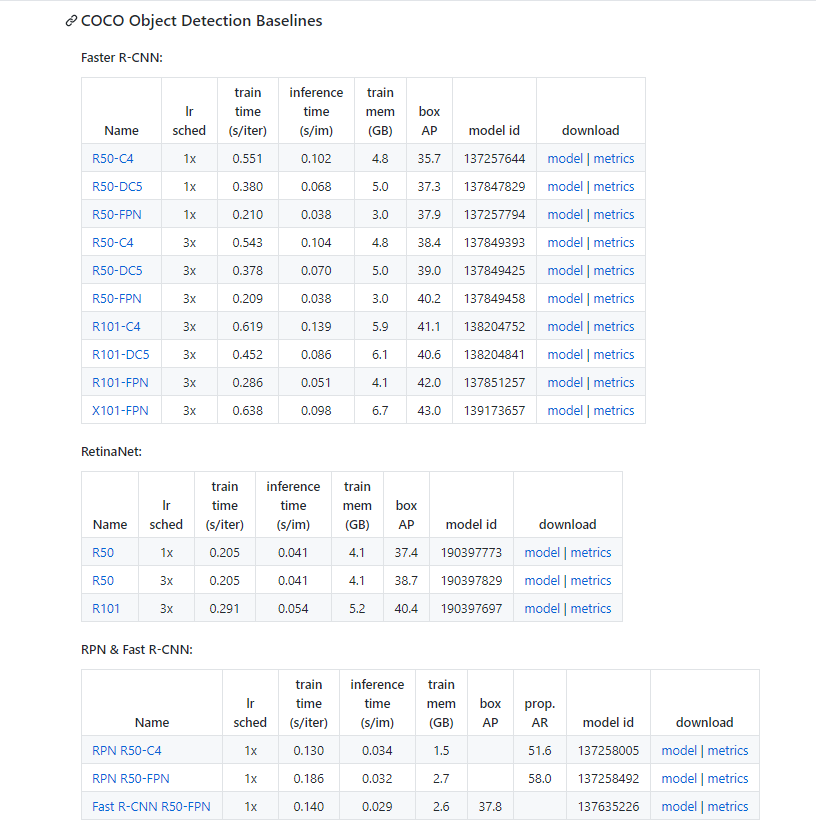 COCO Object Detection Baselines
Faster R-CNN:
Name lr sched train time (s/iter) inference time (s/im) train mem (GB) box AP model id download
R50-C4 1x 0.551 0.102 4.8 35.7 137257644 model | metrics
R50-DC5 1x 0.380 0.068 5.0 37.3 137847829 model | metrics
R50-FPN 1x 0.210 0.038 3.0 37.9 137257794 model | metrics
R50-C4 3x 0.543 0.104 4.8 38.4 137849393 model | metrics
R50-DC5 3x 0.378 0.070 5.0 39.0 137849425 model | metrics
R50-FPN 3x 0.209 0.038 3.0 40.2 137849458 model | metrics
R101-C4 3x 0.619 0.139 5.9 41.1 138204752 model | metrics
R101-DC5 3x 0.452 0.086 6.1 40.6 138204841 model | metrics
R101-FPN 3x 0.286 0.051 4.1 42.0 137851257 model | metrics
X101-FPN 3x 0.638 0.098 6.7 43.0 139173657 model | metrics
RetinaNet:
Name lr sched train time (s/iter) inference time (s/im) train mem (GB) box AP model id download
R50 1x 0.205 0.041 4.1 37.4 190397773 model | metrics
R50 3x 0.205 0.041 4.1 38.7 190397829 model | metrics
R101 3x 0.291 0.054 5.2 40.4 190397697 model | metrics
RPN & Fast R-CNN:
Name lr sched train time (s/iter) inference time (s/im) train mem (GB) box AP prop. AR model id download
RPN R50-C4 1x 0.130 0.034 1.5 51.6 137258005 model | metrics
RPN R50-FPN 1x 0.186 0.032 2.7 58.0 137258492 model | metrics
Fast R-CNN R50-FPN 1x 0.140 0.029 2.6 37.8 137635226 model | metrics